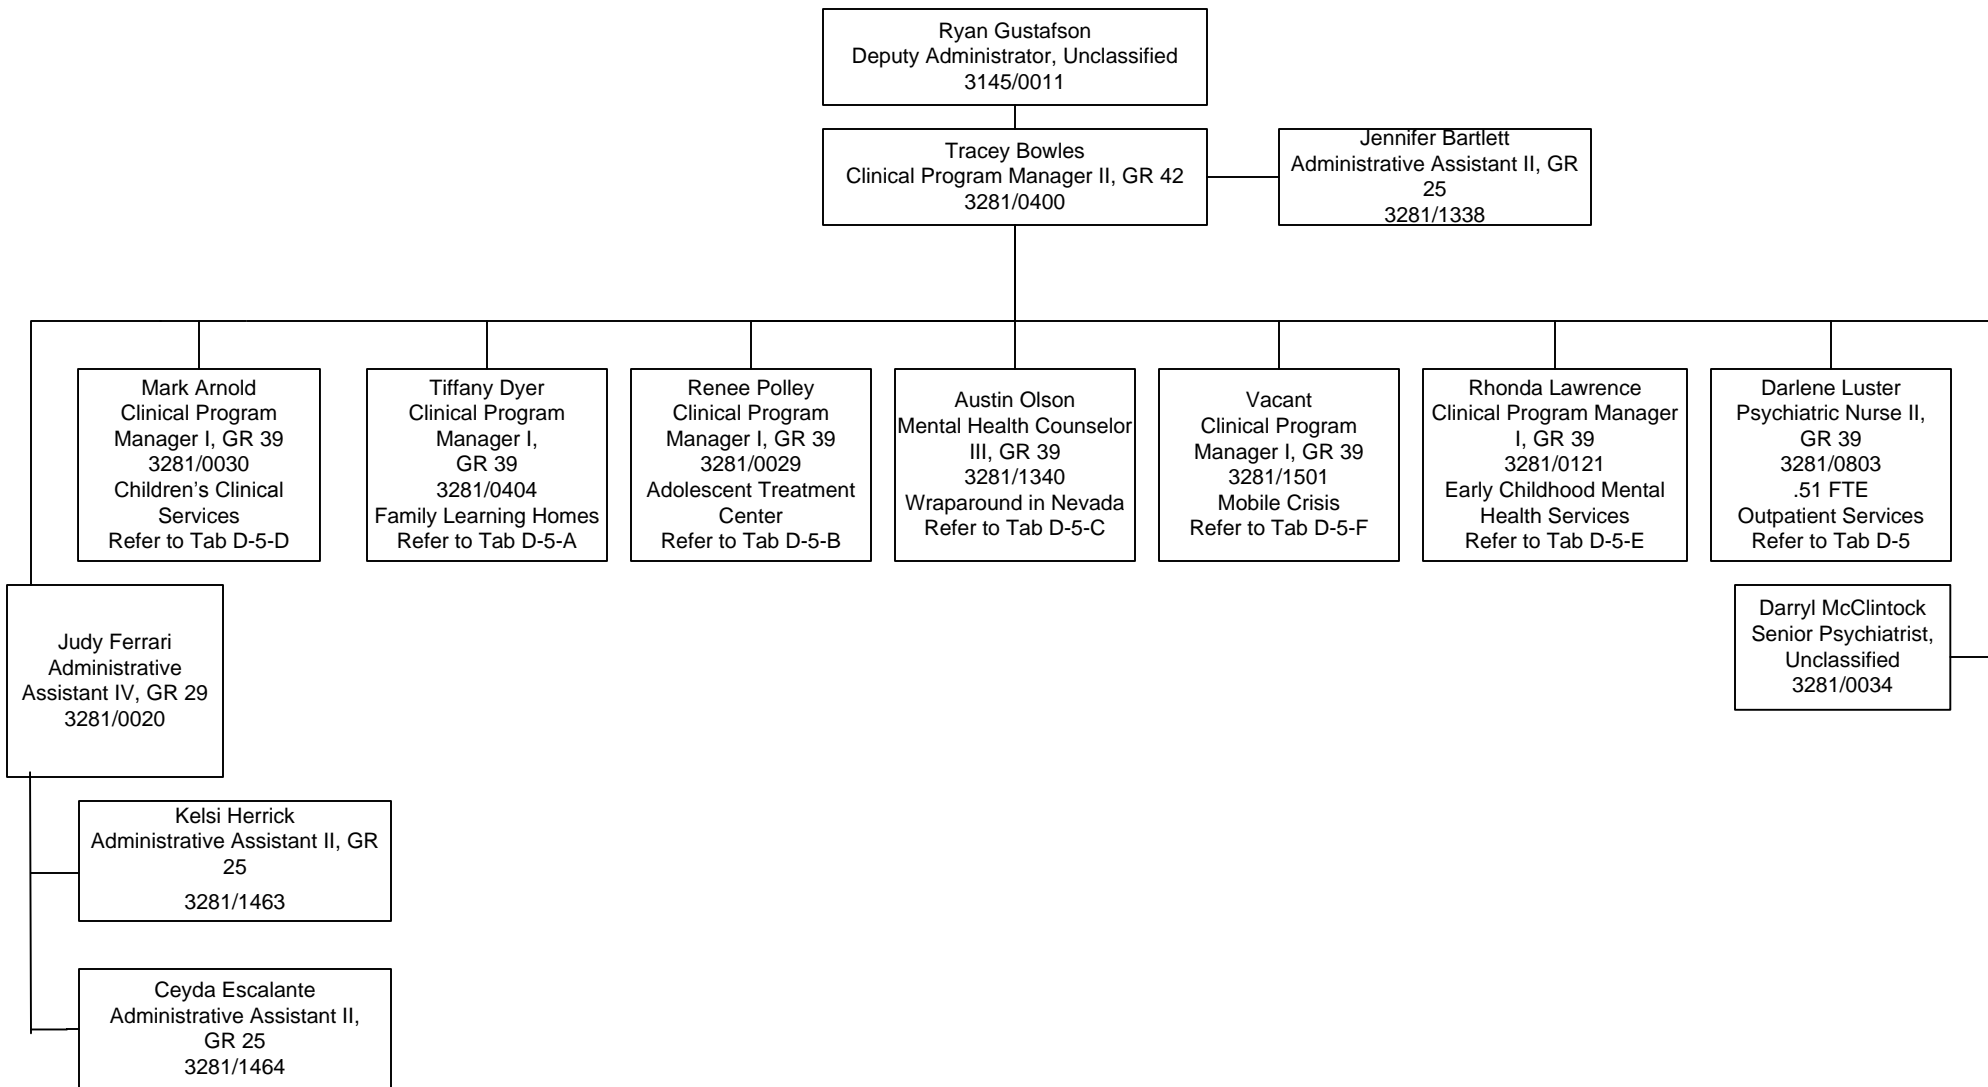 Ryan Gustafson
Deputy Administrator, Unclassified
3145/0011
Tracey Bowles
Clinical Program Manager II, GR 42
3281/0400
Jennifer Bartlett
Administrative Assistant II, GR
25
3281/1338
Mark Arnold
Clinical Program
Manager I, GR 39
3281/0030
Children’s Clinical
Services
Refer to Tab D-5-D
Tiffany Dyer
Clinical Program
Manager I,
GR 39
3281/0404
Family Learning Homes
Refer to Tab D-5-A
Renee Polley
Clinical Program
Manager I, GR 39
3281/0029
Adolescent Treatment
Center
Refer to Tab D-5-B
Austin Olson
Mental Health Counselor
III, GR 39
3281/1340
Wraparound in Nevada
Refer to Tab D-5-C
Vacant
Clinical Program
Manager I, GR 39
3281/1501
Mobile Crisis
Refer to Tab D-5-F
Rhonda Lawrence
Clinical Program Manager
I, GR 39
3281/0121
Early Childhood Mental
Health Services
Refer to Tab D-5-E
Darlene Luster
Psychiatric Nurse II,
GR 39
3281/0803
.51 FTE
Outpatient Services
Refer to Tab D-5
Judy Ferrari
Administrative
Assistant IV, GR 29
3281/0020
Darryl McClintock
Senior Psychiatrist,
Unclassified
3281/0034
Kelsi Herrick
Administrative Assistant II, GR
25
3281/1463
Ceyda Escalante
Administrative Assistant II,
GR 25
3281/1464